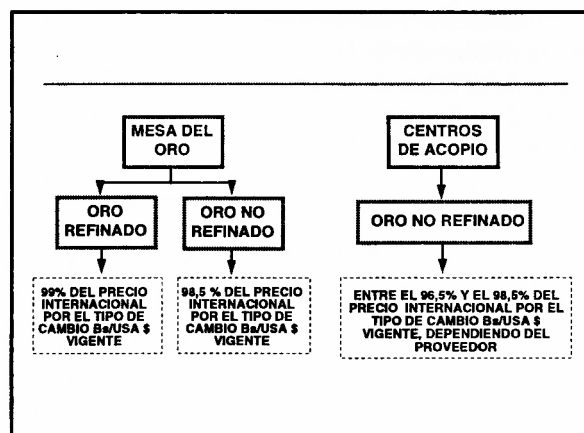 MESA DEL
ORO
CENTROS
DE ACOPIO
ORO
REFINADO
ORO NO
REFINADO
ORO NO REFINADO
99% DEL PRECIO
INTERNACIONAL
POR EL TIPO DE
CAMBIO Bs/USA $
VIGENTE
98,5 % DEL PRECIO
INTERNACIONAL
POR EL TIPO DE
CAMBIO Bs/USA $
VIGENTE
ENTRE EL 96,5% Y EL 98,5% DEL
PRECIO INTERNACIONAL POR EL
TIPO DE CAMBIO Bs/USA $
VIGENTE, DEPENDIENDO DEL
PROVEEDOR